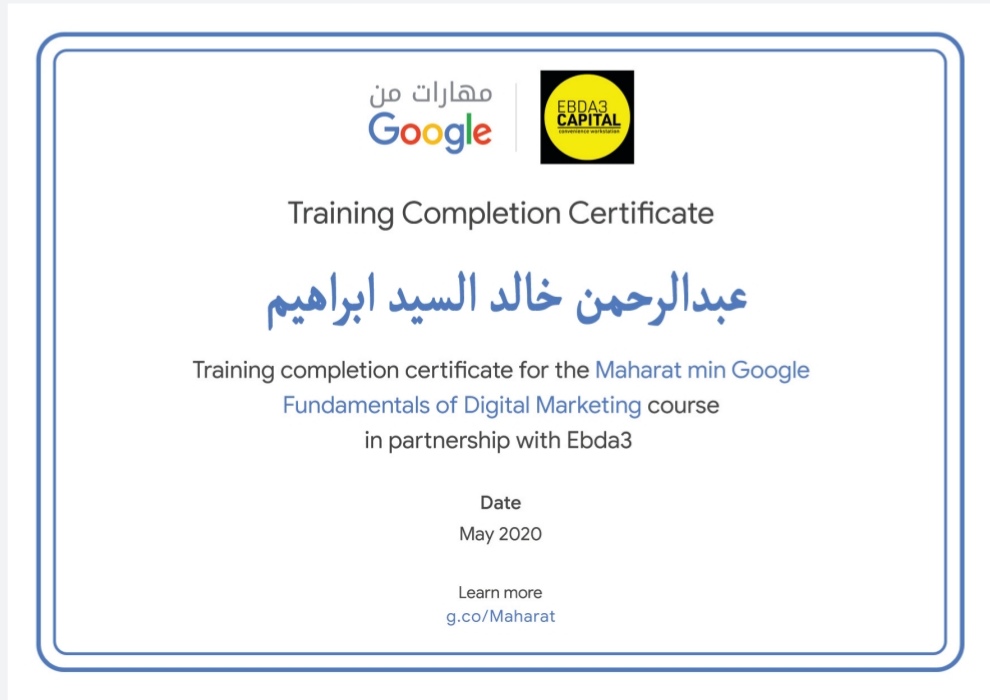 مهارات من
Google
EBDA3
CAPITAL
convenience workstation
Training Completion Certificate
عبدالرحمن خالد السيد ابراهيم
Training completion certificate for the Maharat min Google
Fundamentals of Digital Marketing course
in partnership with Ebda3
Date
May 2020
Learn more
g.co/Maharat